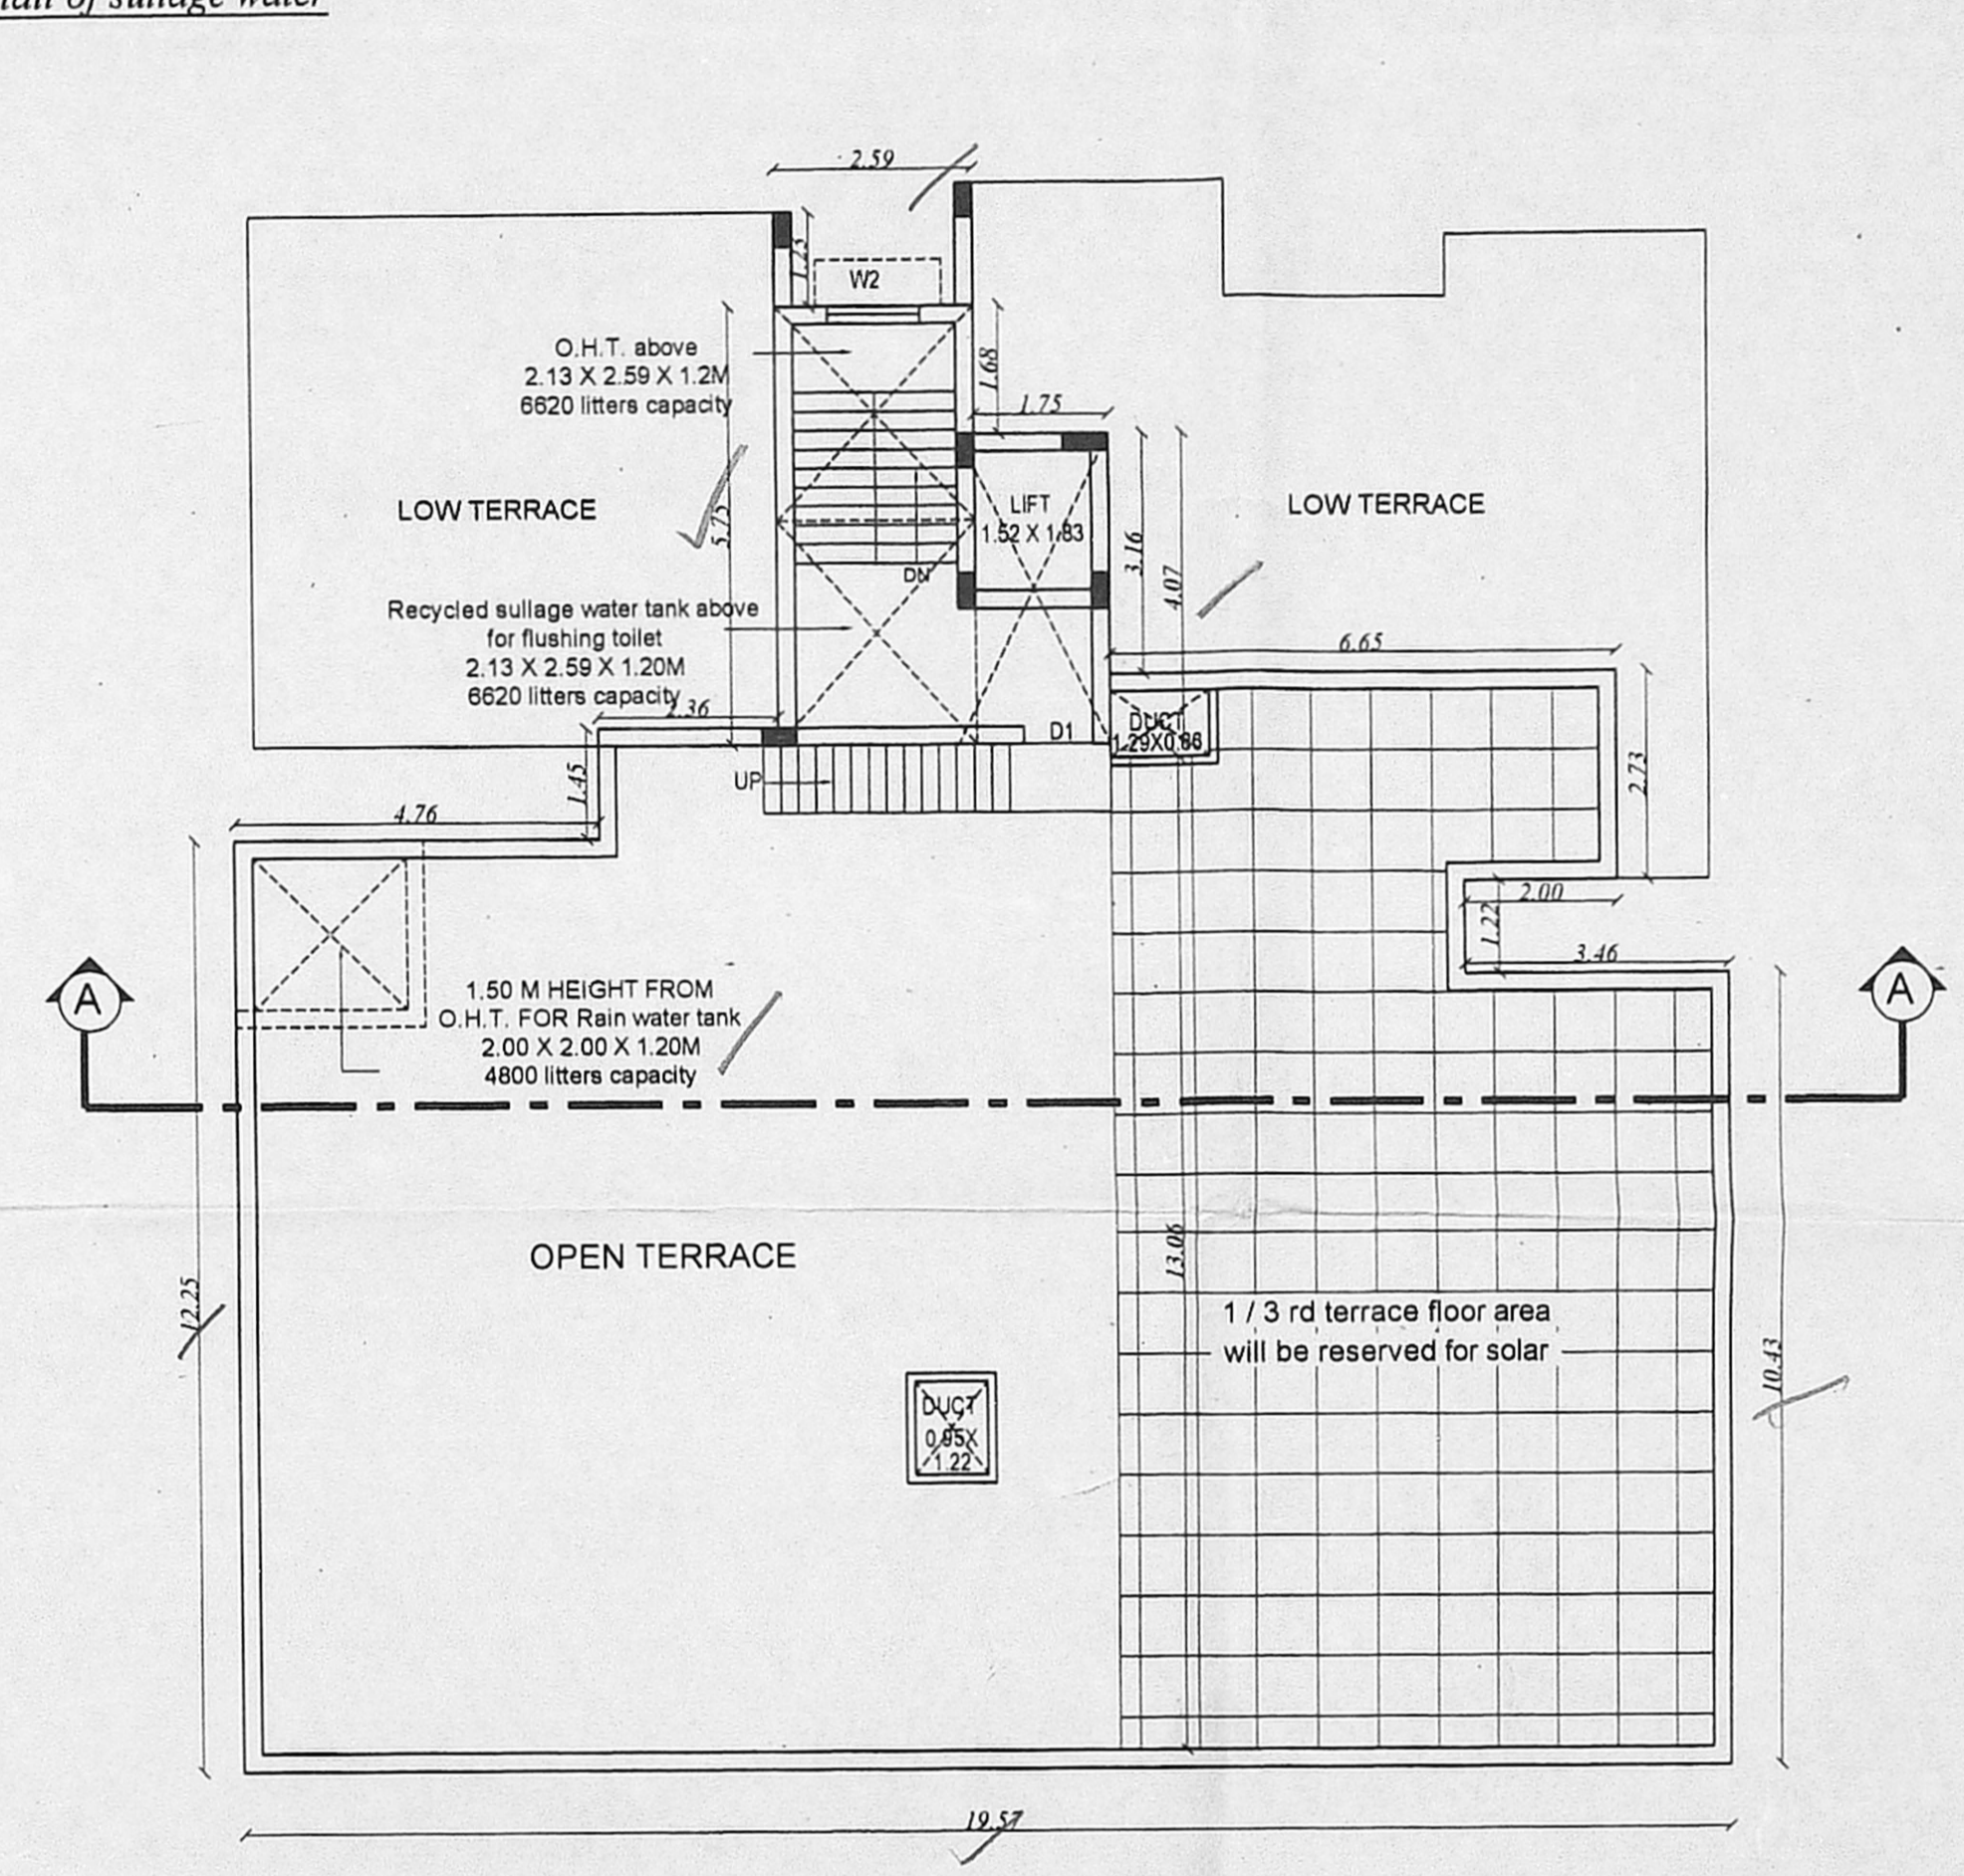 of sullage water
2.59
1.25
W2
O.H.T. above
2.13 X 2.59 X 1.2M
6620 litters capacity
1.68
1.75
LOW TERRACE
5.75
LIFT
1.52 X 1.83
LOW TERRACE
3.16
4.07
DN
Recycled sullage water tank above
for flushing toilet
2.13 X 2.59 X 1.20M
6620 litters capacity
2.36
6.65
D1
DUCT
1.29X0.86
UP
1.45
2.73
4.76
2.00
1.22
3.46
A
A
1.50 M HEIGHT FROM
O.H.T. FOR Rain water tank
2.00 X 2.00 X 1.20M
4800 litters capacity
OPEN TERRACE
13.06
12.25
1 / 3 rd terrace floor area
will be reserved for solar
10.43
DUCT
0.95X
1.22
19.57